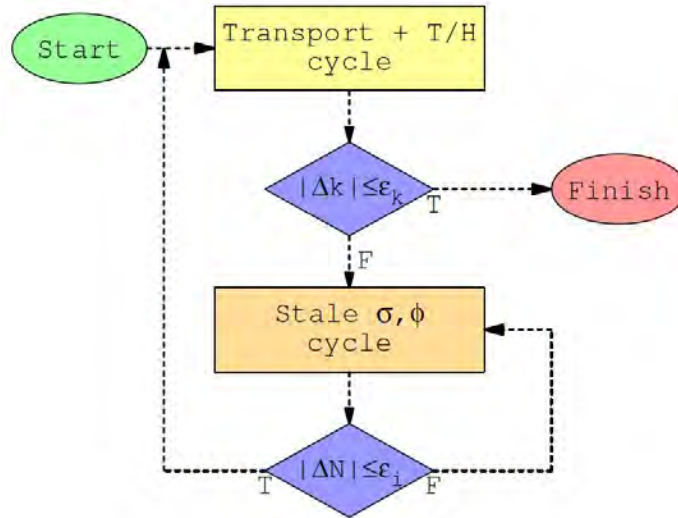 Start
Transport + T/H
cycle
|Δk|≤ε_k
T
Finish
F
Stale σ,ϕ
cycle
|ΔN|≤ε_i
T
F